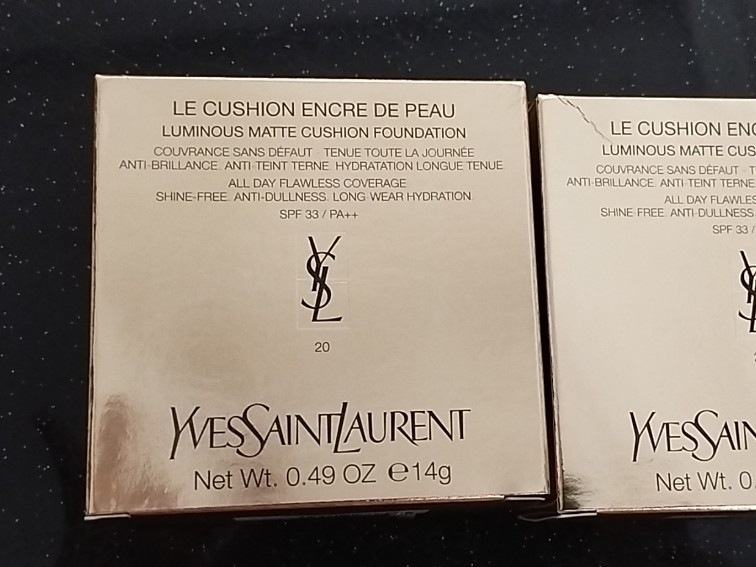 LE CUSHION ENCRE DE PEAU
LUMINOUS MATTE CUSHION FOUNDATION
COUVRANCE SANS DÉFAUT - TENUE TOUTE LA JOURNÉE
ANTI-BRILLANCE. ANTI-TEINT TERNE. HYDRATATION LONGUE TENUE.
ALL DAY FLAWLESS COVERAGE
SHINE-FREE. ANTI-DULLNESS. LONG-WEAR HYDRATION.
SPF 33 / PA++
YSL
20
YVESSAINTLAURENT
Net Wt. 0.49 OZ ℮14g
LE CUSHION ENC
LUMINOUS MATTE CUS
COUVRANCE SANS DÉFAUT - T
ANTI-BRILLANCE. ANTI-TEINT TERNE
ALL DAY FLAWLES
SHINE-FREE. ANTI-DULLNESS.
SPF 33 /
YVESSAIN
Net Wt. 0.